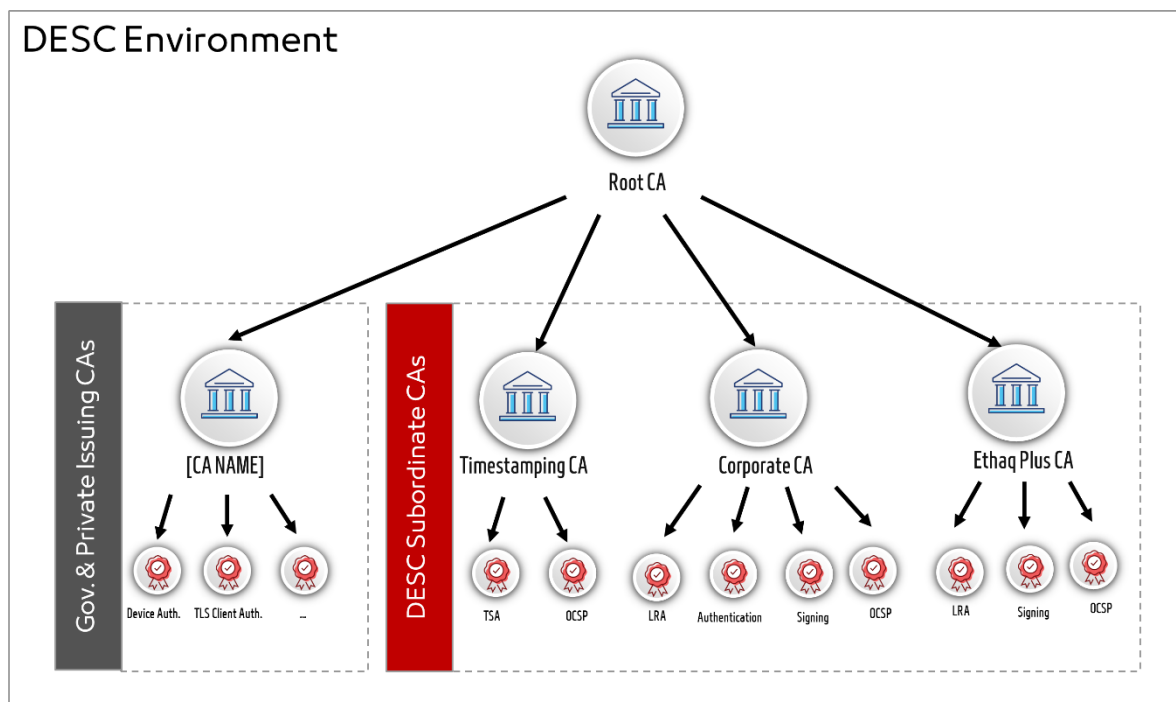 DESC Environment
Root CA
Gov.& Private Issuing CAs
[CA NAME]
Device Auth.
TLS Client Auth.
...
DESC Subordinate CAs
Timestamping CA
Corporate CA
Ethaq Plus CA
TSA
OCSP
LRA
Authentication
Signing
OCSP
LRA
Signing
OCSP